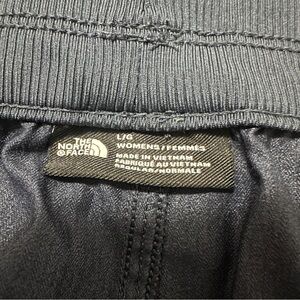 THE
NORTH
FACE
L/G
WOMENS/FEMMES
MADE IN VIETNAM
FABRIQUÉ AU VIETNAM
REGULAR/NORMALE